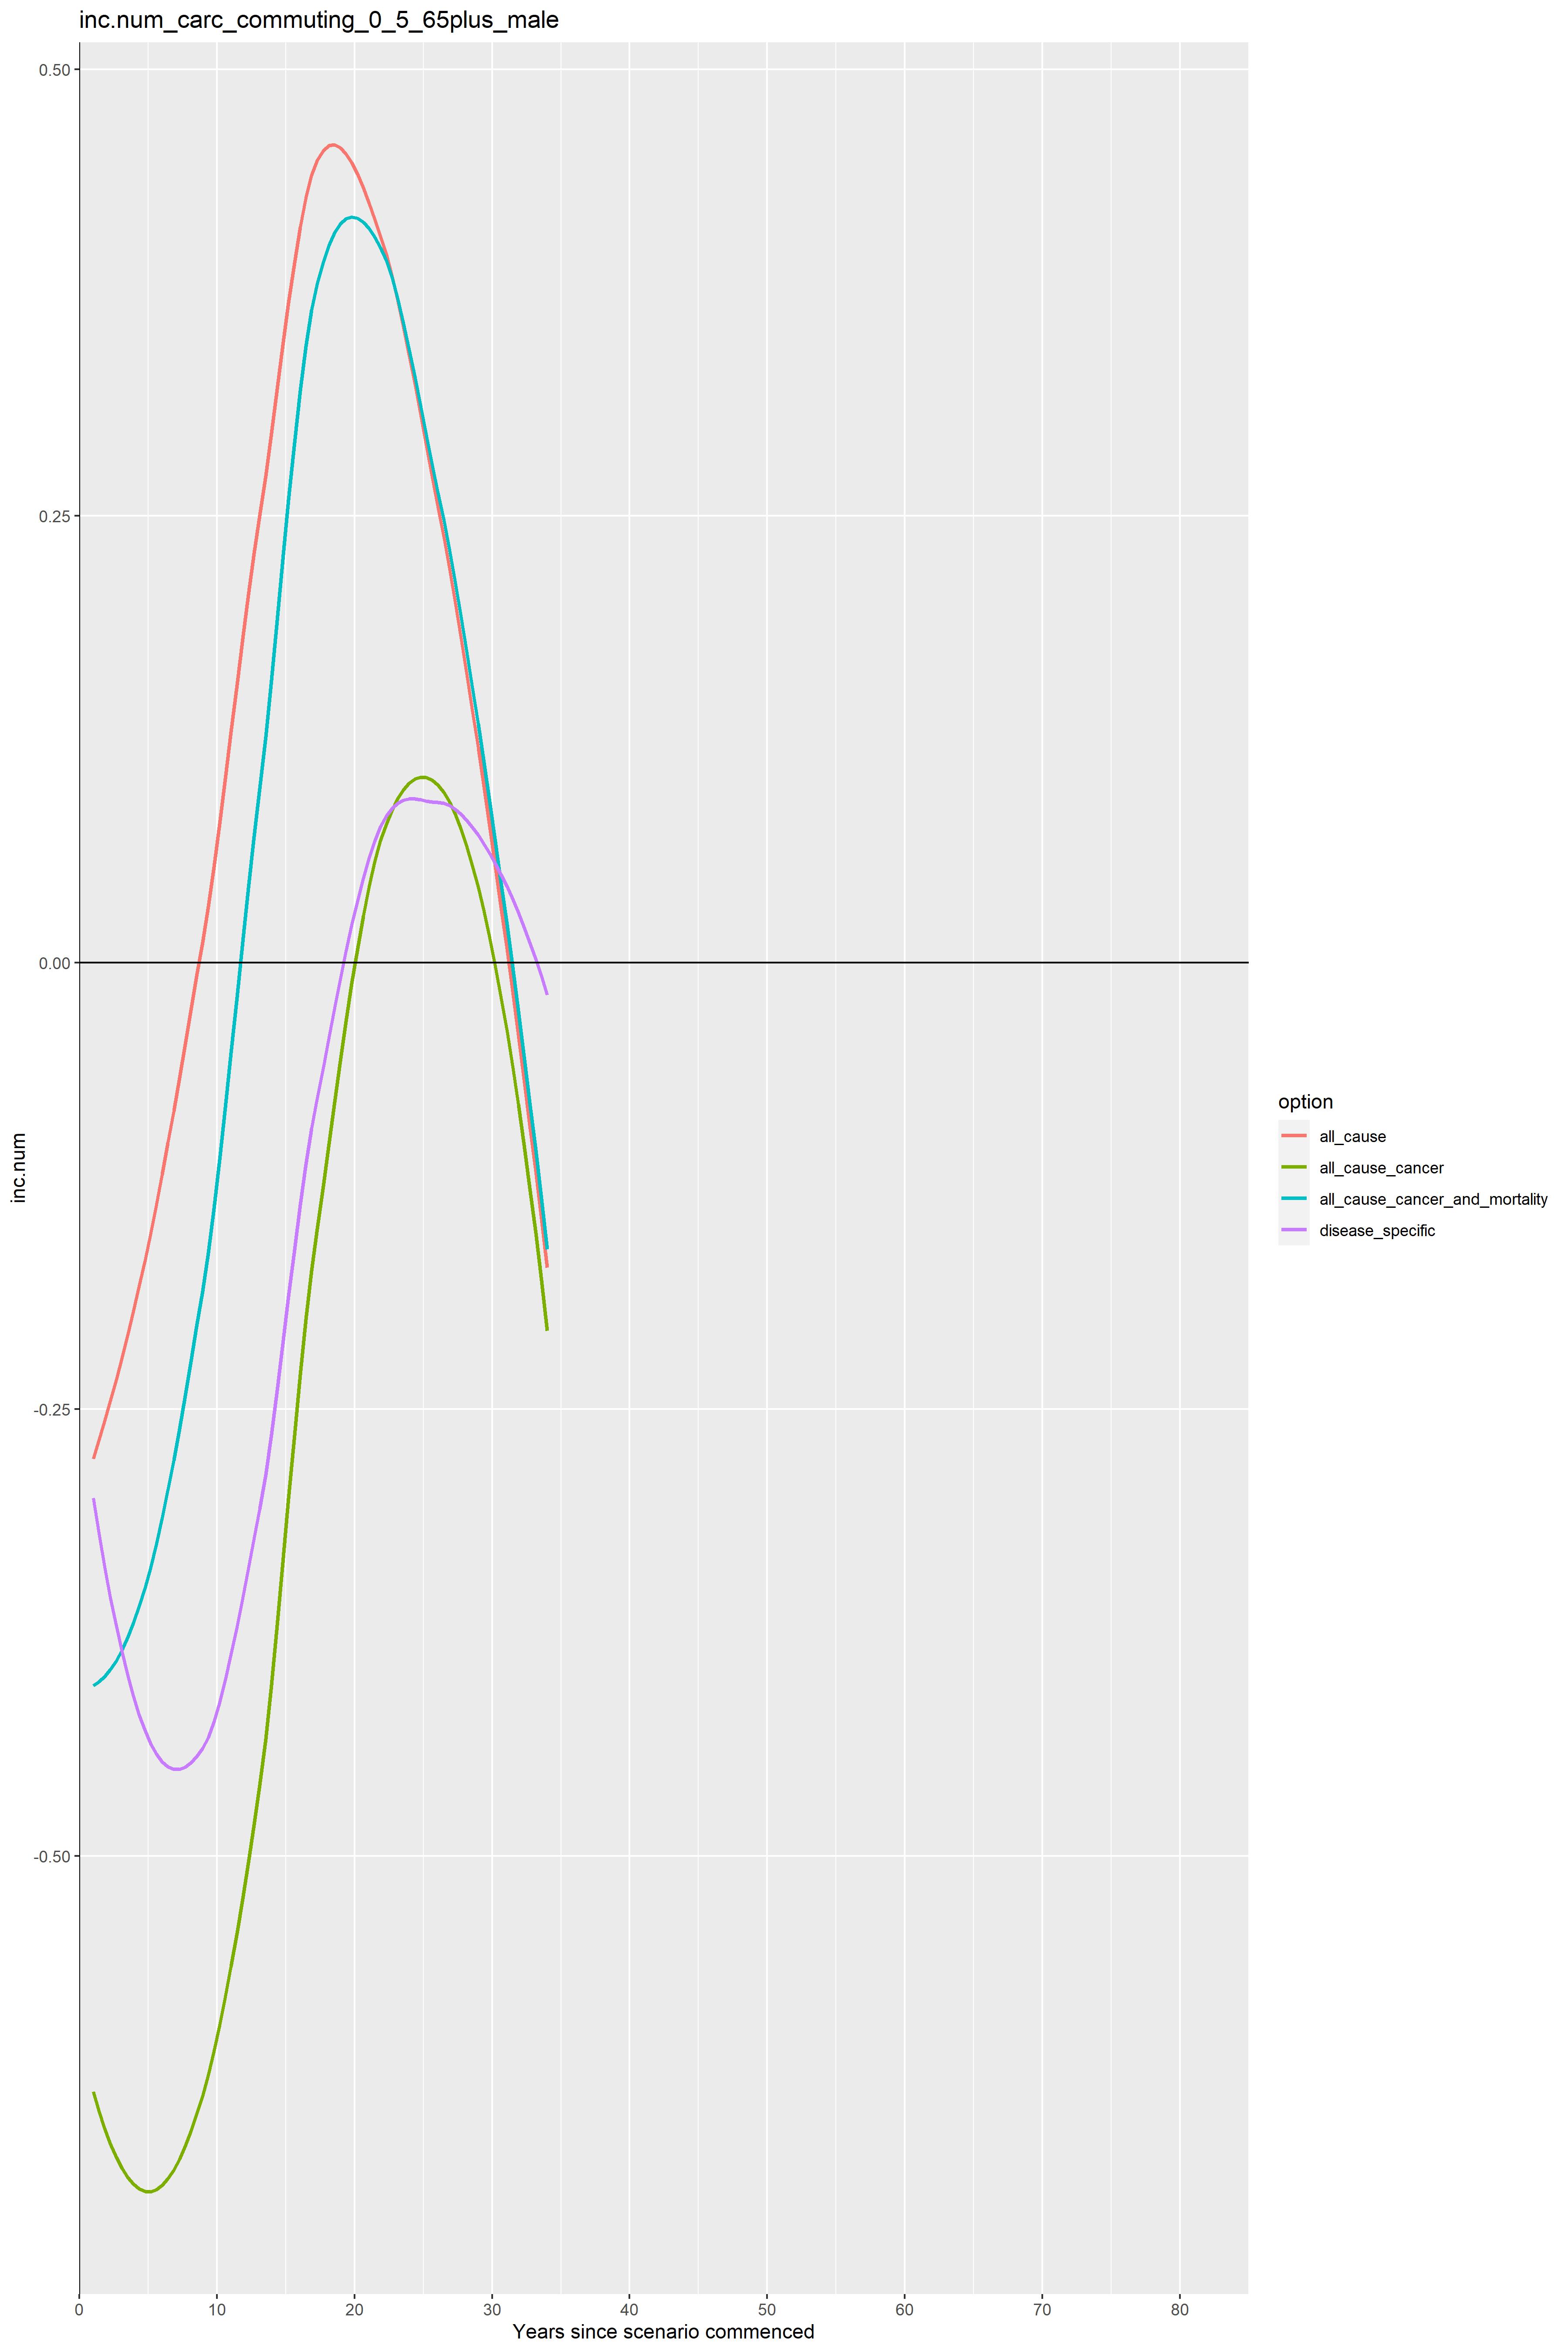 inc.num_carc_commuting_0_5_65plus_male
0.50
0.25
0.00
-0.25
-0.50
inc.num
0 10 20 30 40 50 60 70 80
Years since scenario commenced
option
all_cause
all_cause_cancer
all_cause_cancer_and_mortality
disease_specific